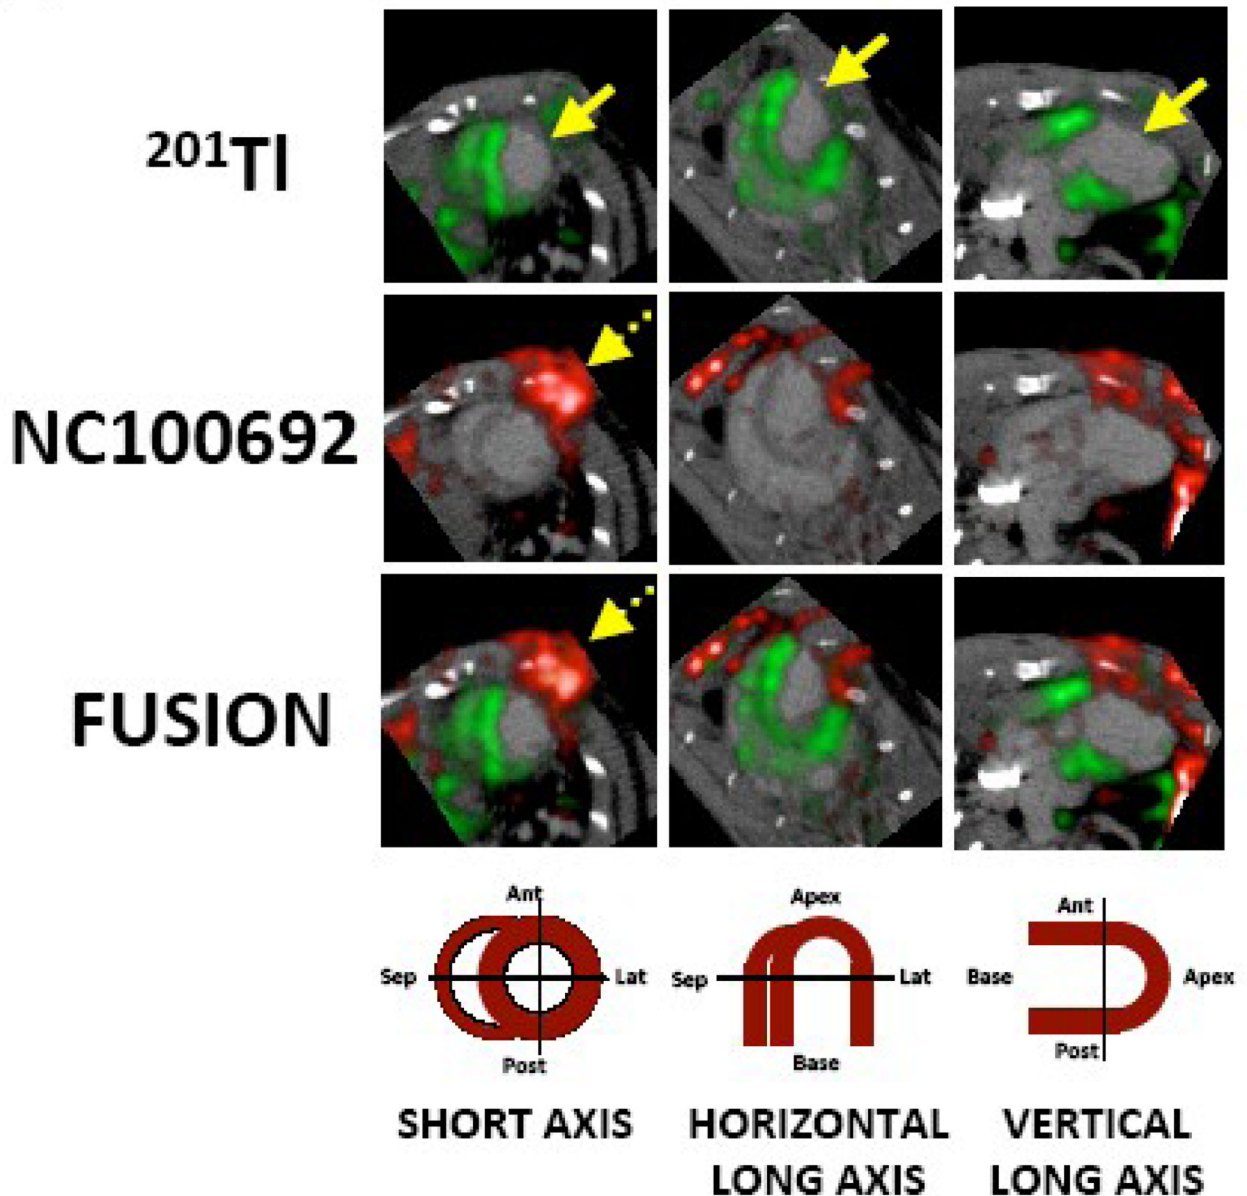 ²⁰¹Tl
NC100692
FUSION
Ant
Sep
Lat
Post
Apex
Sep
Lat
Base
Ant
Base
Apex
Post
SHORT AXIS
HORIZONTAL
LONG AXIS
VERTICAL
LONG AXIS